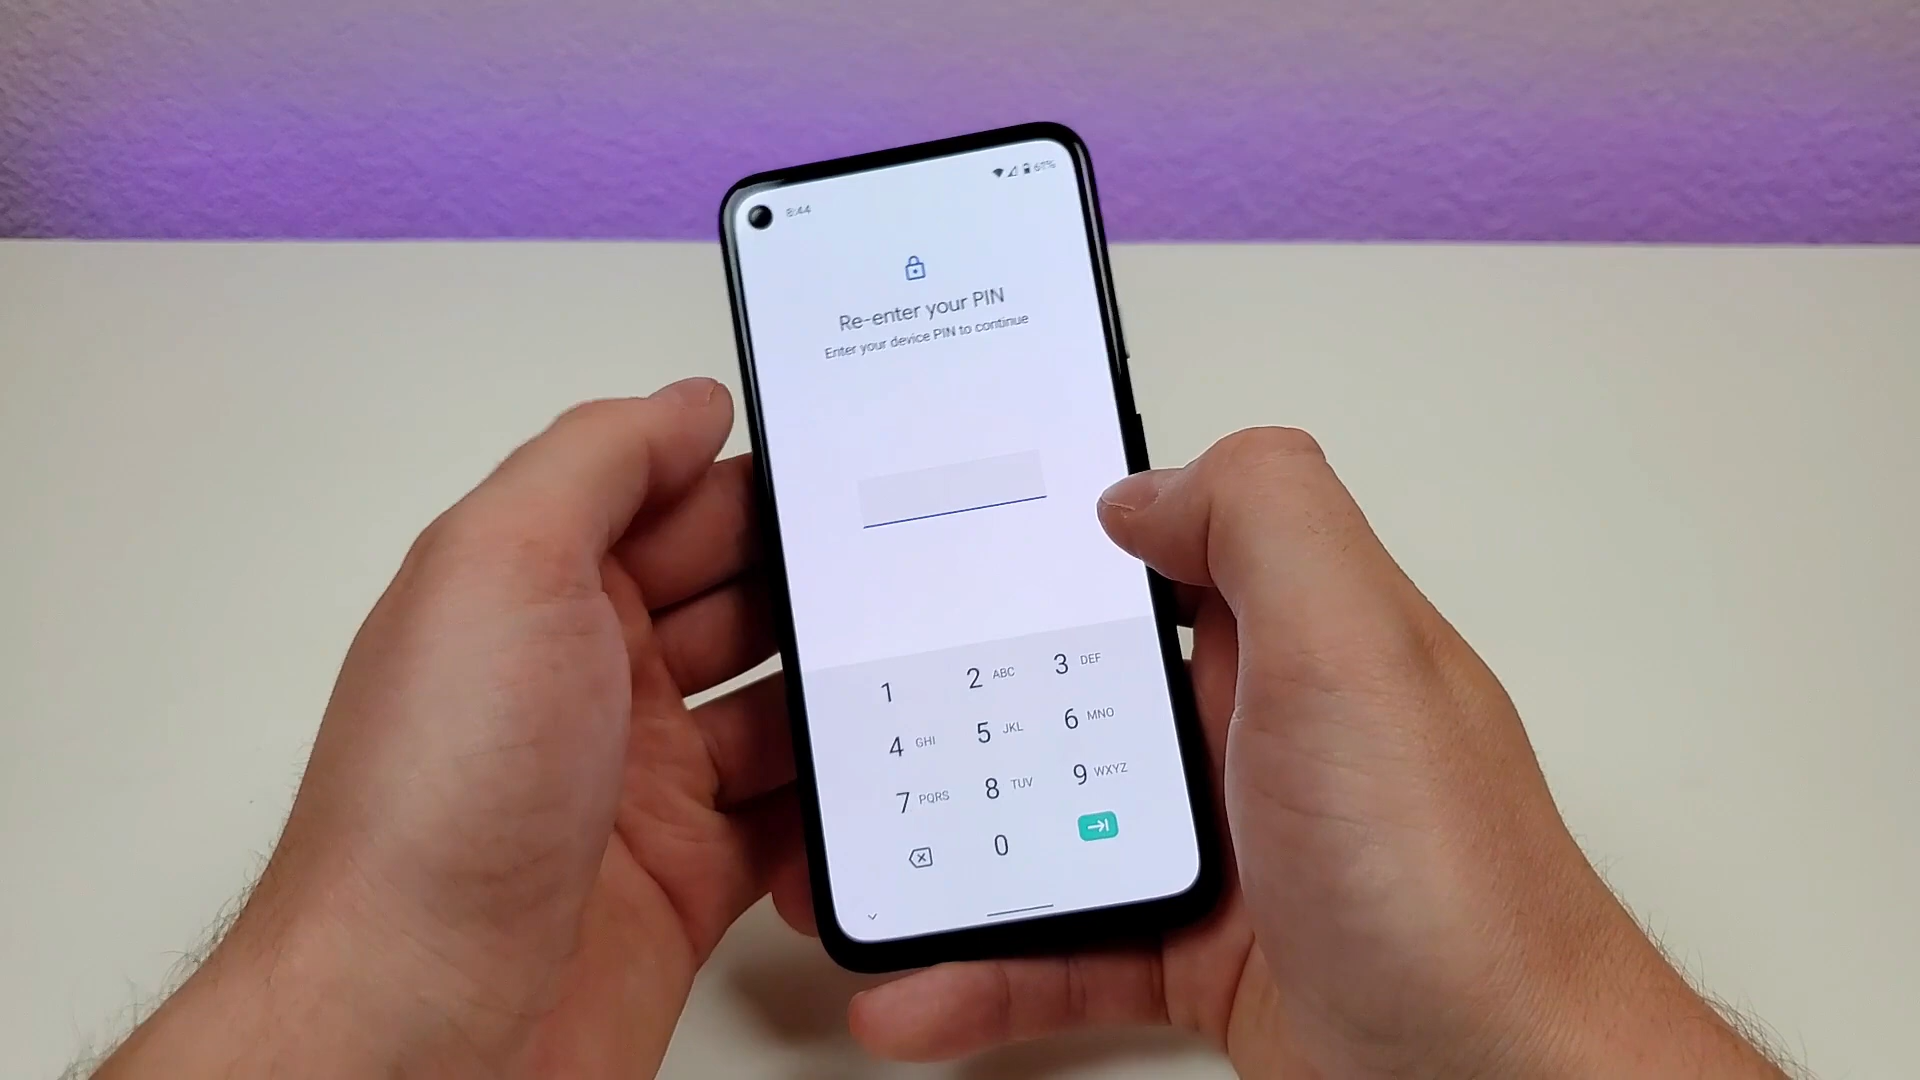 8:44 61%
Re-enter your PIN
Enter your device PIN to continue
1 2 ABC 3 DEF
4 GHI 5 JKL 6 MNO
7 PQRS 8 TUV 9 WXYZ
0